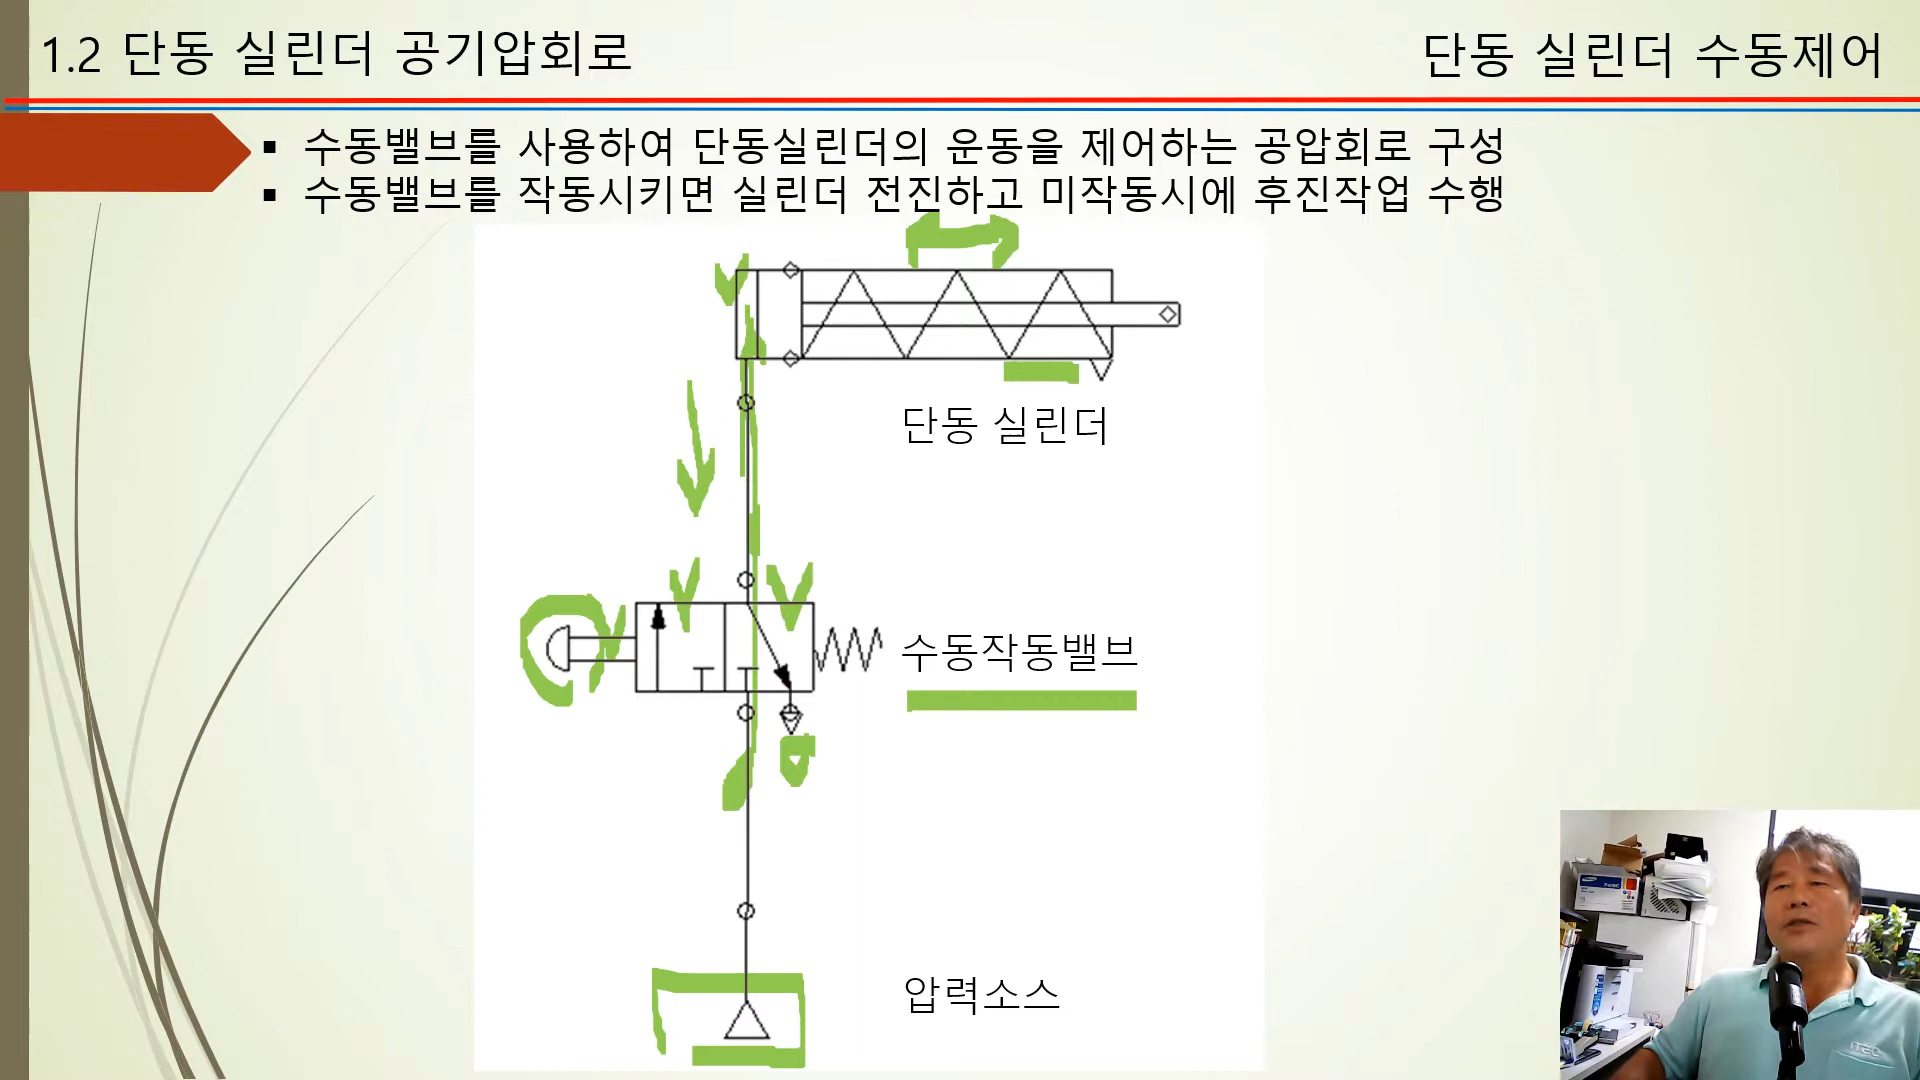 1.2 단동 실린더 공기압회로
단동 실린더 수동제어
▪ 수동밸브를 사용하여 단동실린더의 운동을 제어하는 공압회로 구성
▪ 수동밸브를 작동시키면 실린더 전진하고 미작동시에 후진작업 수행
단동 실린더
수동작동밸브
압력소스